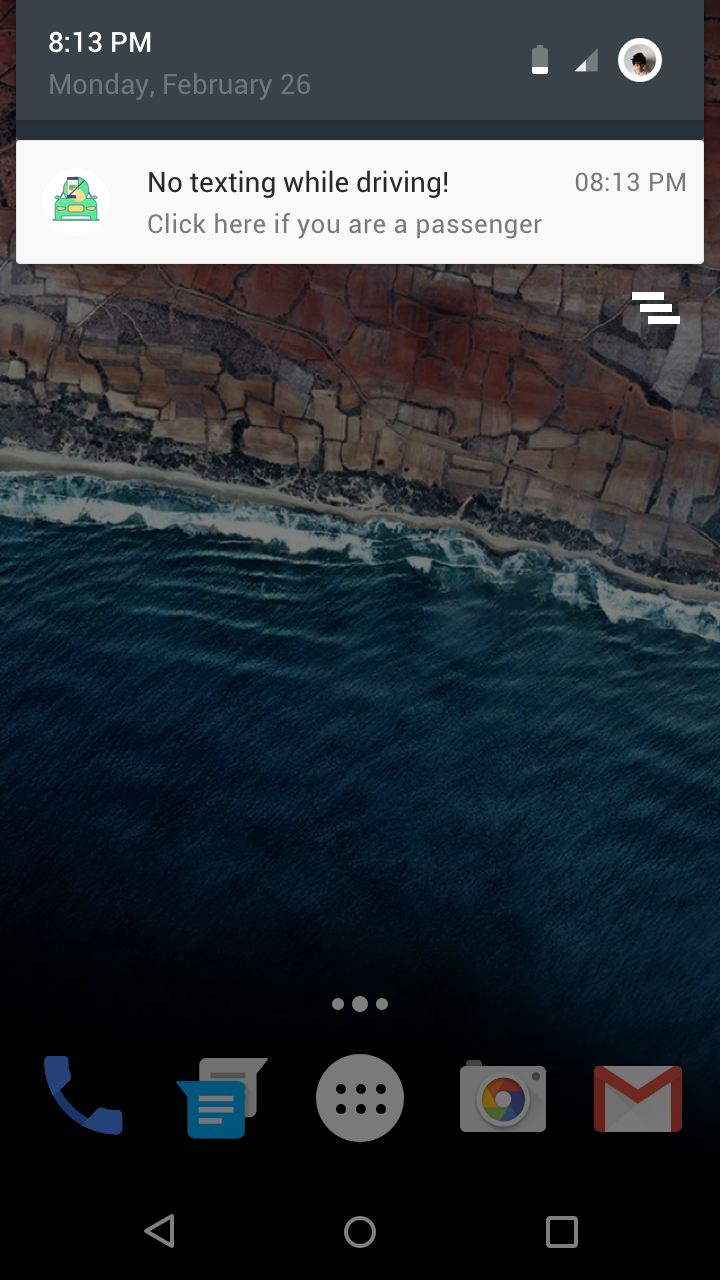 8:13 PM
Monday, February 26
No texting while driving!
08:13 PM
Click here if you are a passenger